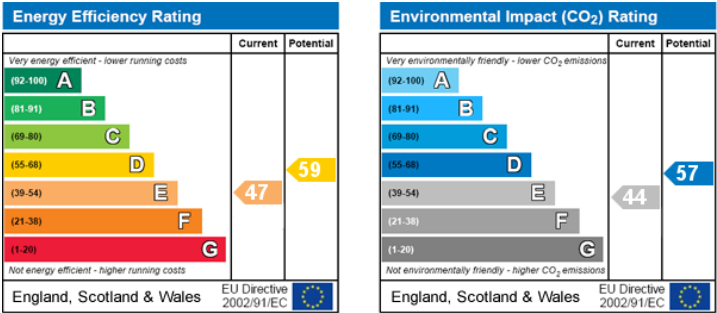 Energy Efficiency Rating
Current Potential
Very energy efficient - lower running costs
(92-100) A
(81-91) B
(69-80) C
(55-68) D
59
(39-54) E
47
(21-38) F
(1-20) G
Not energy efficient - higher running costs
England, Scotland & Wales
EU Directive
2002/91/EC
Environmental Impact (CO₂) Rating
Current Potential
Very environmentally friendly - lower CO₂ emissions
(92-100) A
(81-91) B
(69-80) C
(55-68) D
57
(39-54) E
44
(21-38) F
(1-20) G
Not environmentally friendly - higher CO₂ emissions
England, Scotland & Wales
EU Directive
2002/91/EC